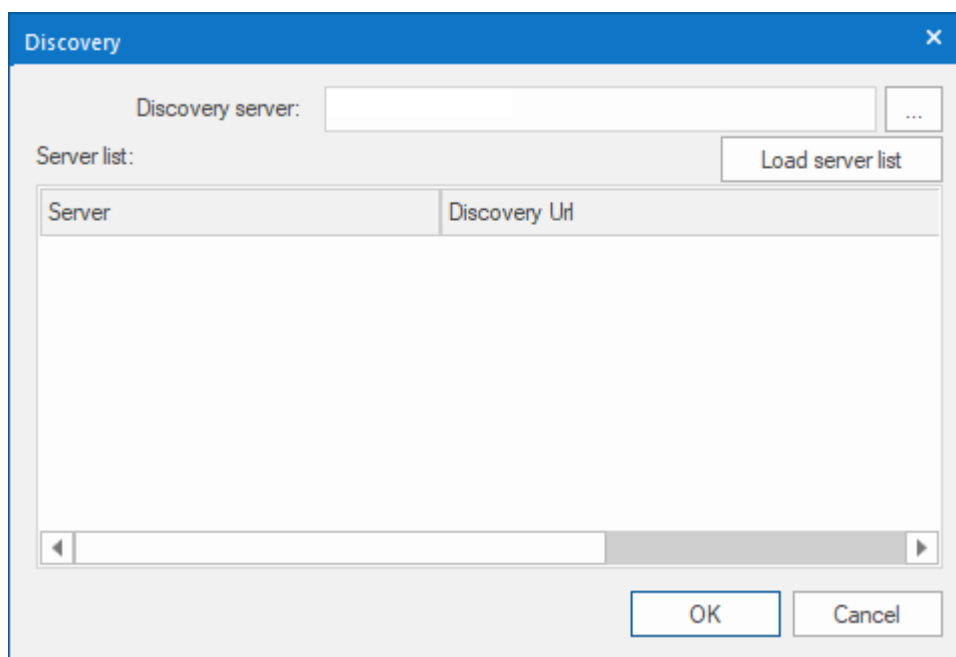 Discovery
Discovery server:
...
Server list:
Load server list
Server
Discovery Url
OK
Cancel